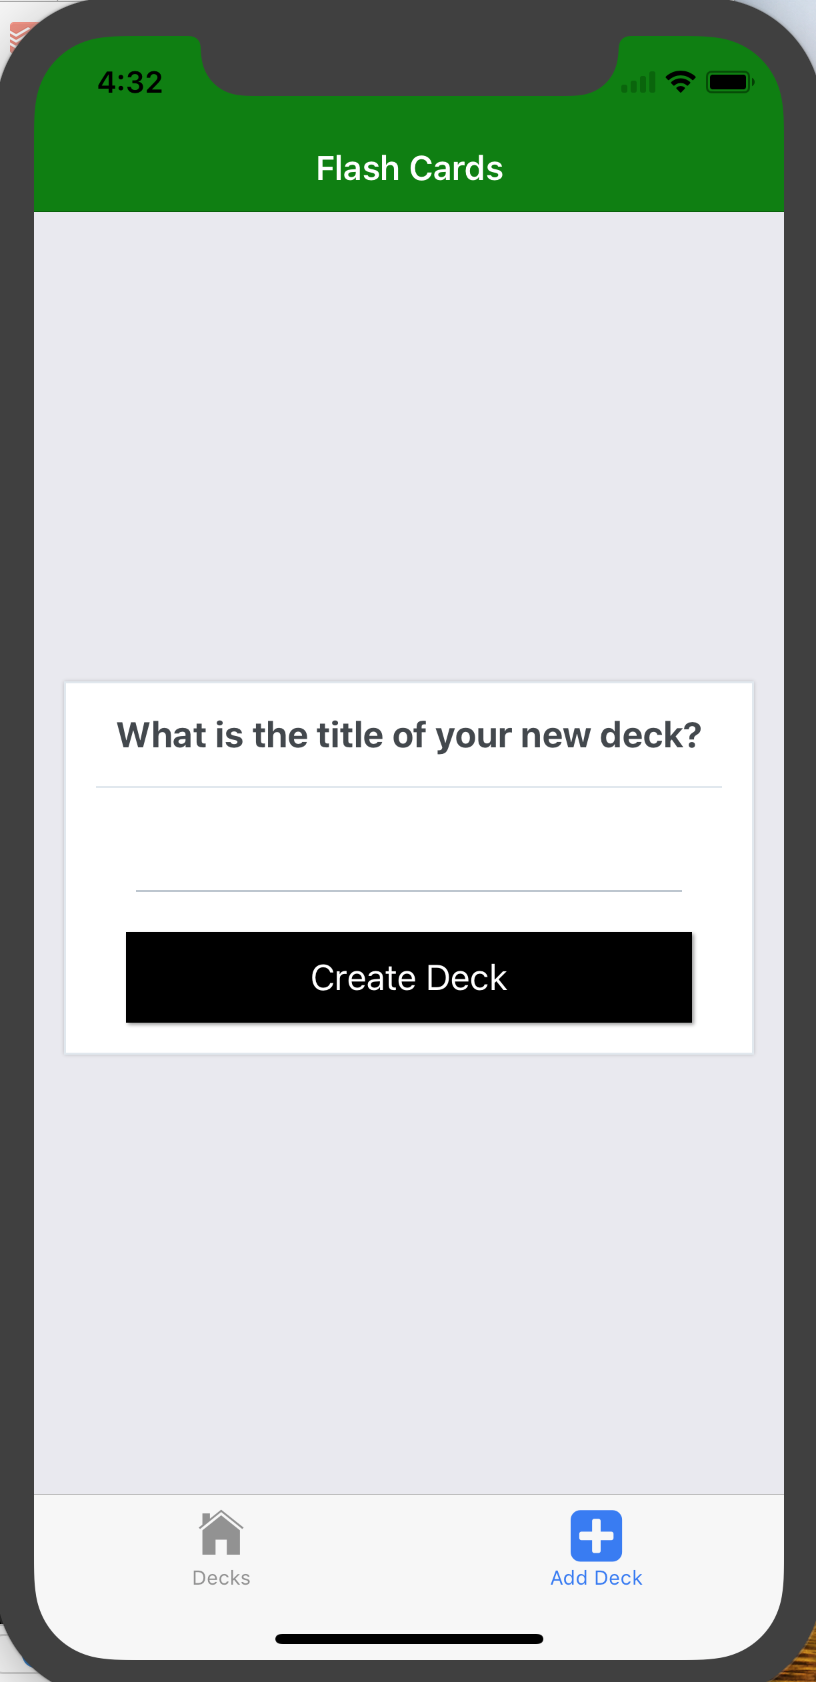 4:32
Flash Cards
What is the title of your new deck?
Create Deck
Decks
Add Deck